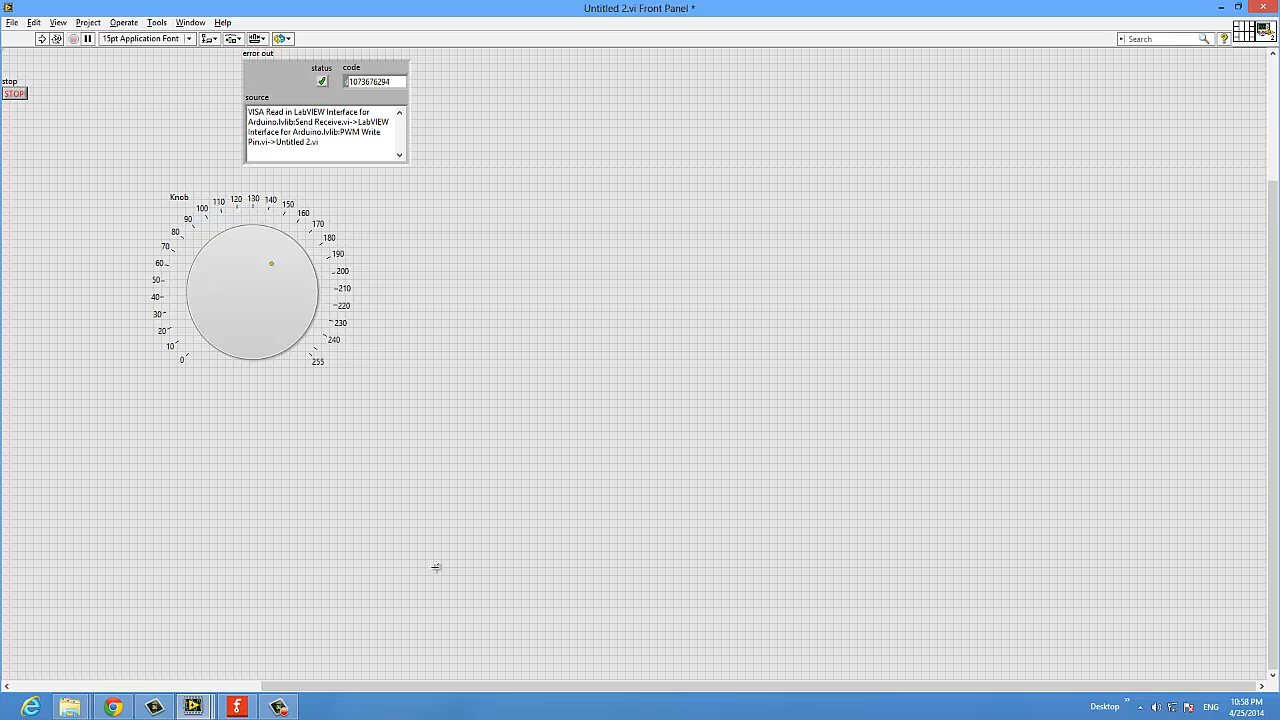 Untitled 2.vi Front Panel *
File Edit View Project Operate Tools Window Help
15pt Application Font
Search
?
2
error out
status code
1073676294
stop
STOP
source
VISA Read in LabVIEW Interface for
Arduino.lvlib:Send Receive.vi->LabVIEW
Interface for Arduino.lvlib:PWM Write
Pin.vi->Untitled 2.vi
Knob
0
10
20
30
40
50
60
70
80
90
100
110
120
130
140
150
160
170
180
190
200
210
220
230
240
255
Desktop
ENG
10:58 PM
4/25/2014